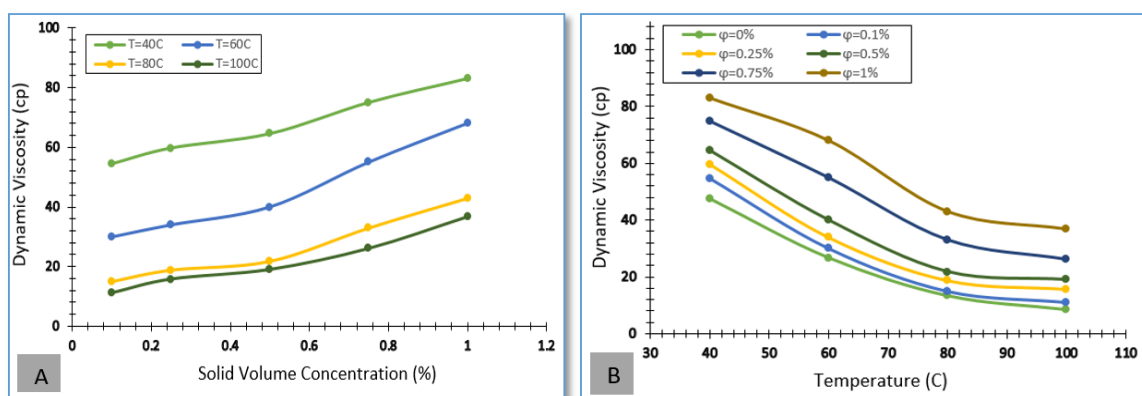 100
80
60
40
20
0
Dynamic Viscosity (cp)
T=40C T=60C
T=80C T=100C
0 0.2 0.4 0.6 0.8 1 1.2
Solid Volume Concentration (%)
A
100
80
60
40
20
0
Dynamic Viscosity (cp)
φ=0% φ=0.1%
φ=0.25% φ=0.5%
φ=0.75% φ=1%
30 40 50 60 70 80 90 100 110
Temperature (C)
B